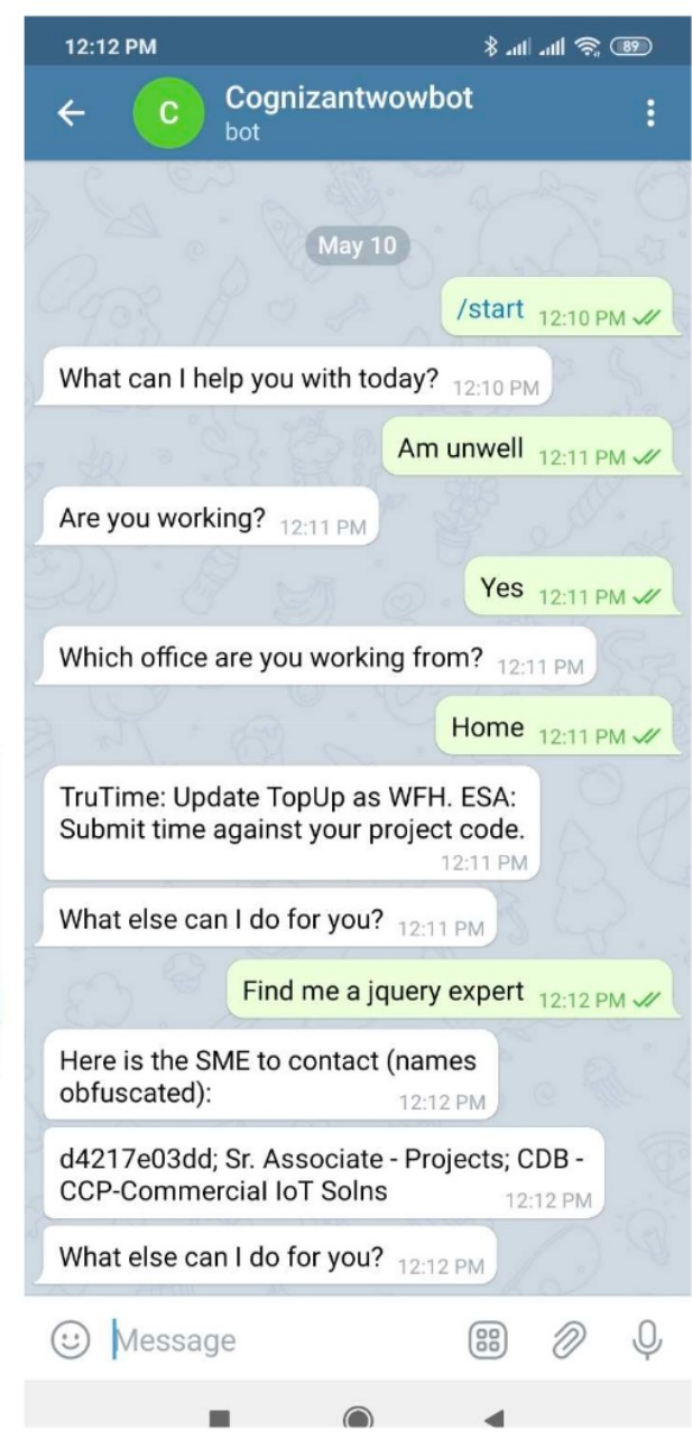 12:12 PM
89
C
Cognizantwowbot
bot
May 10
/start 12:10 PM
What can I help you with today? 12:10 PM
Am unwell 12:11 PM
Are you working? 12:11 PM
Yes 12:11 PM
Which office are you working from? 12:11 PM
Home 12:11 PM
TruTime: Update TopUp as WFH. ESA:
Submit time against your project code.
12:11 PM
What else can I do for you? 12:11 PM
Find me a jquery expert 12:12 PM
Here is the SME to contact (names
obfuscated): 12:12 PM
d4217e03dd; Sr. Associate - Projects; CDB -
CCP-Commercial IoT Solns 12:12 PM
What else can I do for you? 12:12 PM
Message